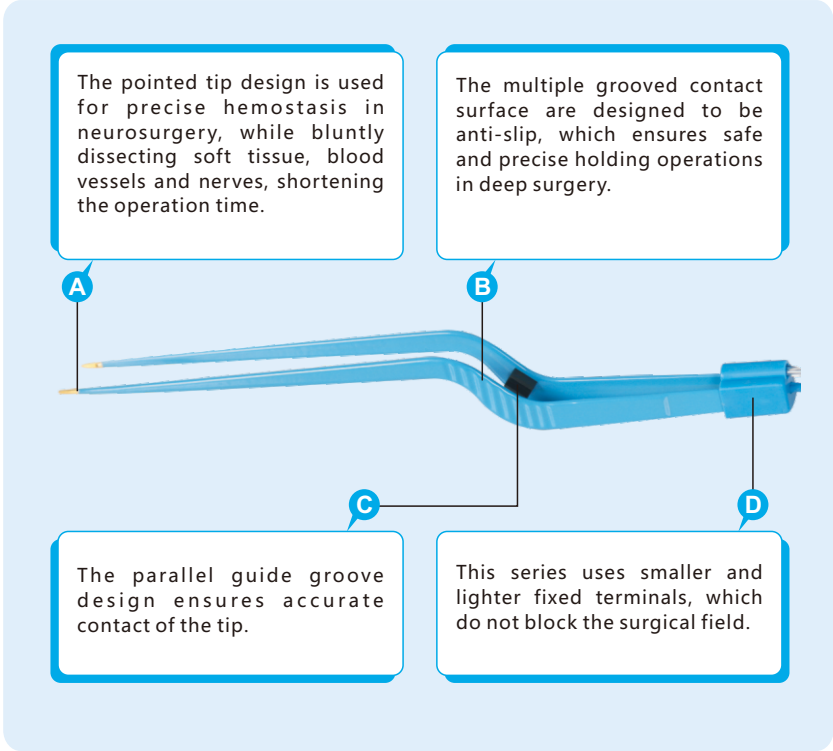 The pointed tip design is used
for precise hemostasis in
neurosurgery, while bluntly
dissecting soft tissue, blood
vessels and nerves, shortening
the operation time.
The multiple grooved contact
surface are designed to be
anti-slip, which ensures safe
and precise holding operations
in deep surgery.
A
B
C
D
The parallel guide groove
design ensures accurate
contact of the tip.
This series uses smaller and
lighter fixed terminals, which
do not block the surgical field.